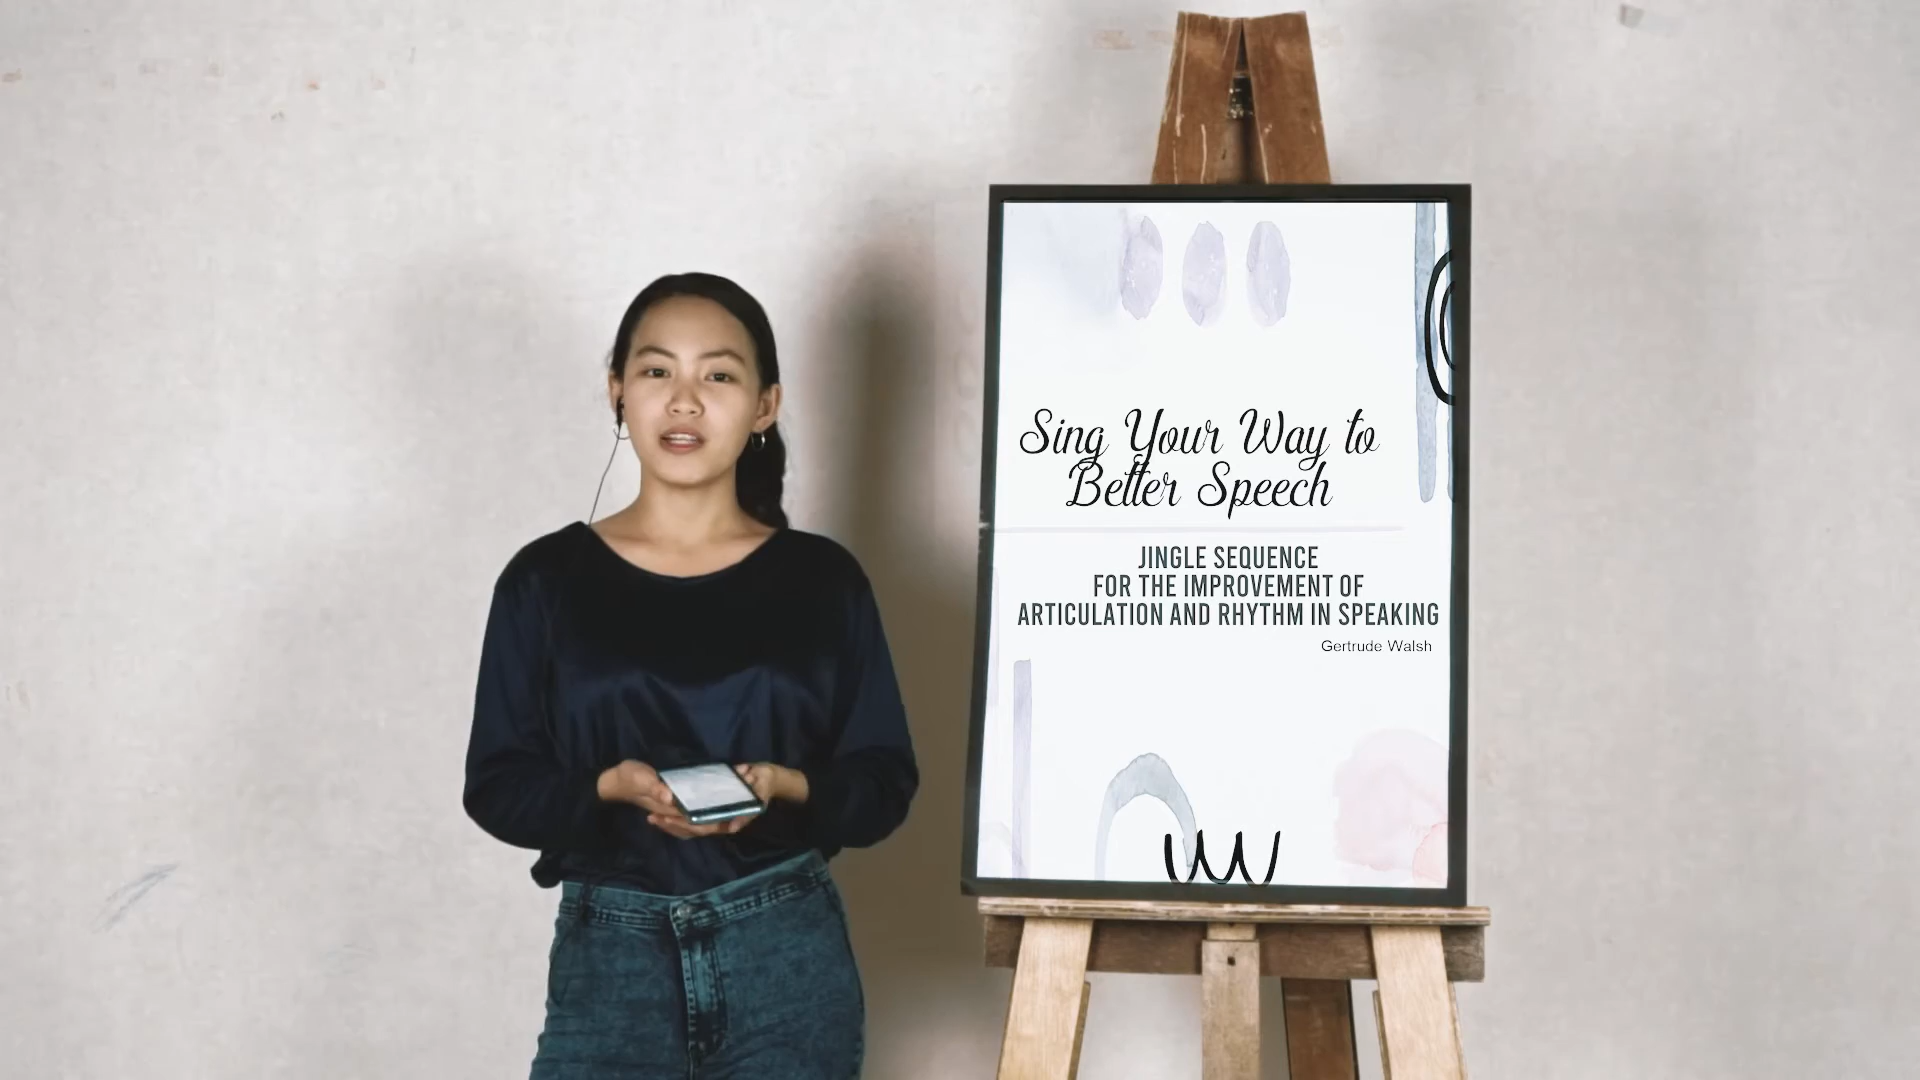 Sing Your Way to
Better Speech
JINGLE SEQUENCE
FOR THE IMPROVEMENT OF
ARTICULATION AND RHYTHM IN SPEAKING
Gertrude Walsh